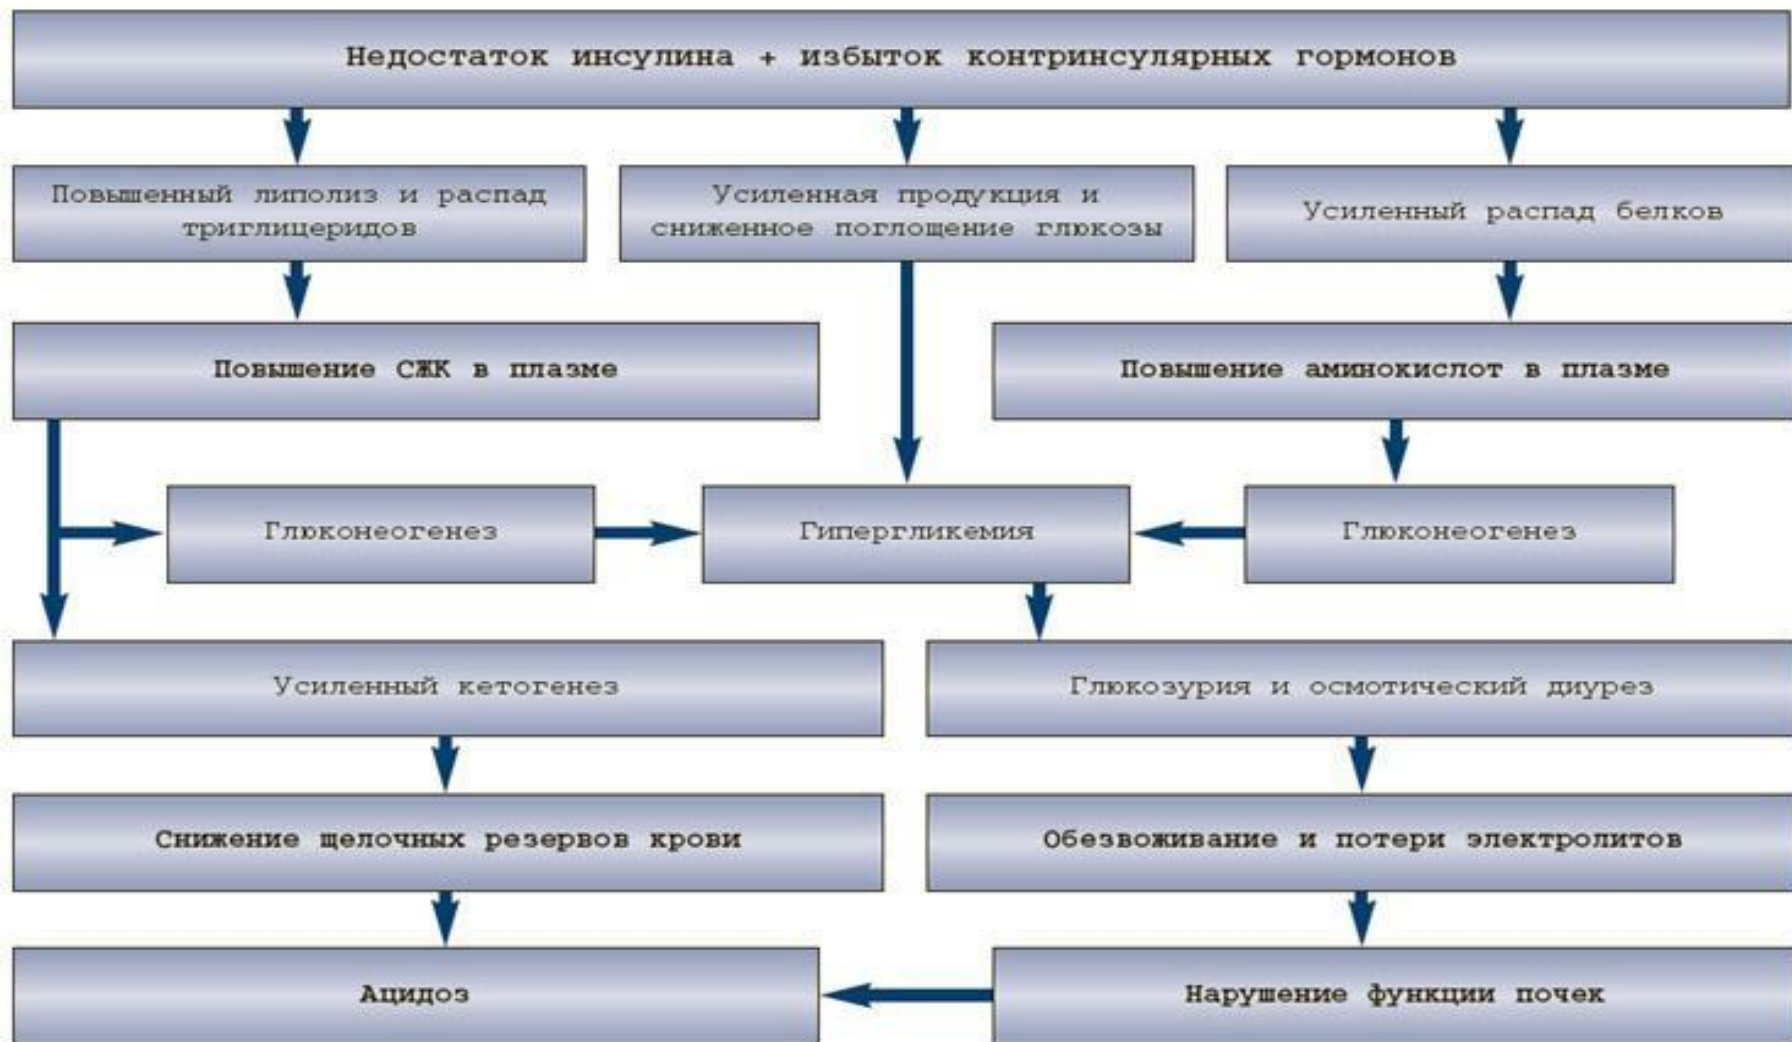 Недостаток инсулина + избыток контринсулярных гормонов
Повышенный липолиз и распад
триглицеридов
Усиленная продукция и
сниженное поглощение глюкозы
Усиленный распад белков
Повышение СЖК в плазме
Повышение аминокислот в плазме
Глюконеогенез
Гипергликемия
Глюконеогенез
Усиленный кетогенез
Глюкозурия и осмотический диурез
Снижение щелочных резервов крови
Обезвоживание и потери электролитов
Ацидоз
Нарушение функции почек